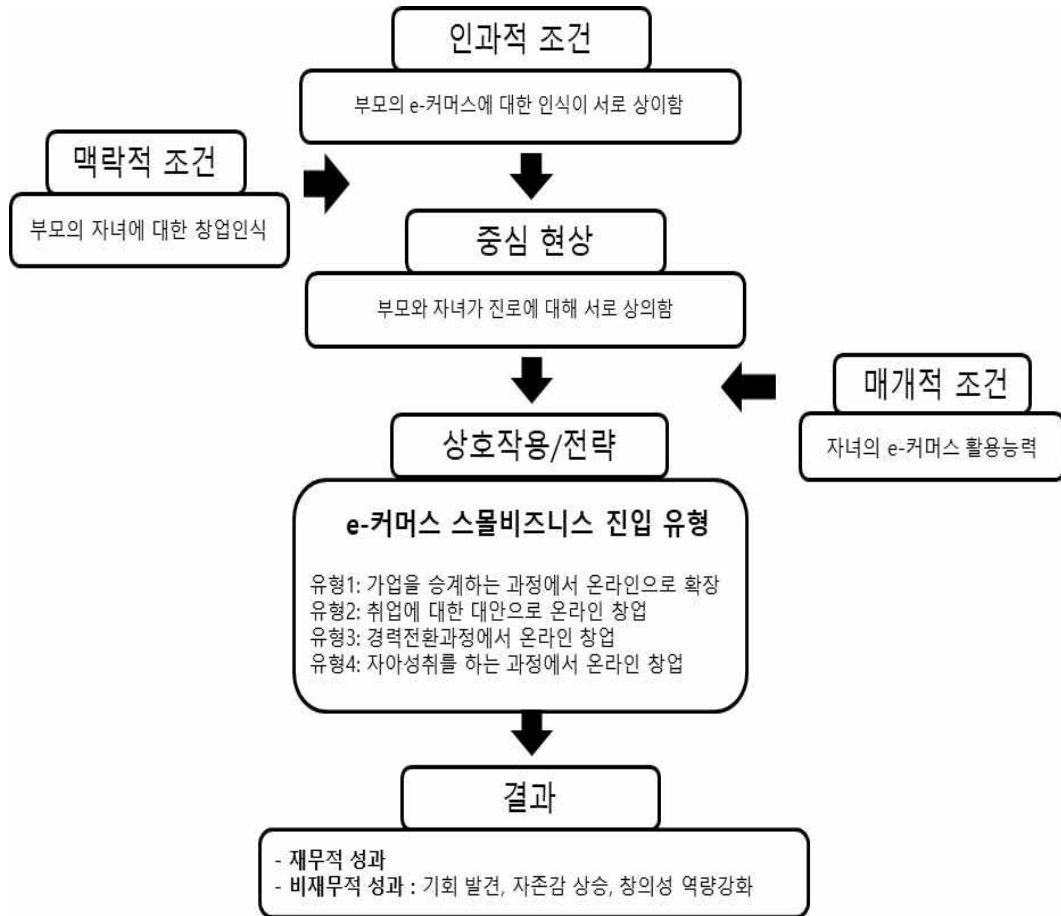 인과적 조건
부모의 e-커머스에 대한 인식이 서로 상이함
맥락적 조건
부모의 자녀에 대한 창업인식
중심 현상
부모와 자녀가 진로에 대해 서로 상의함
매개적 조건
자녀의 e-커머스 활용능력
상호작용/전략
e-커머스 스몰비즈니스 진입 유형
유형1: 가업을 승계하는 과정에서 온라인으로 확장
유형2: 취업에 대한 대안으로 온라인 창업
유형3: 경력전환과정에서 온라인 창업
유형4: 자아성취를 하는 과정에서 온라인 창업
결과
- 재무적 성과
- 비재무적 성과 : 기회 발견, 자존감 상승, 창의성 역량강화